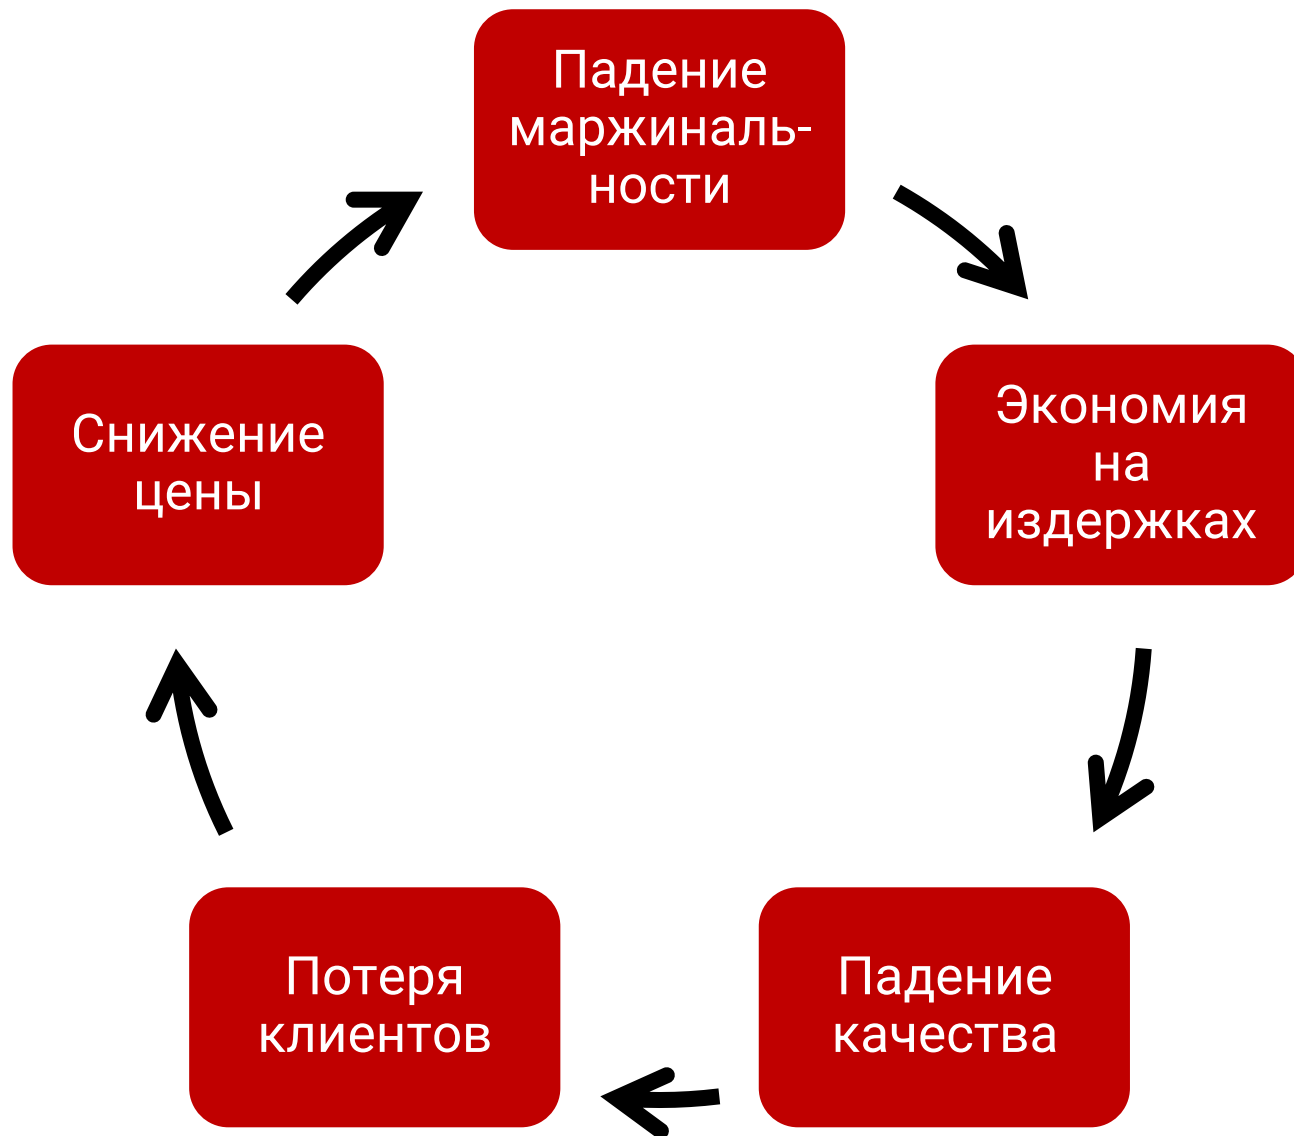 Падение
маржиналь-
ности
Экономия
на
издержках
Падение
качества
Потеря
клиентов
Снижение
цены